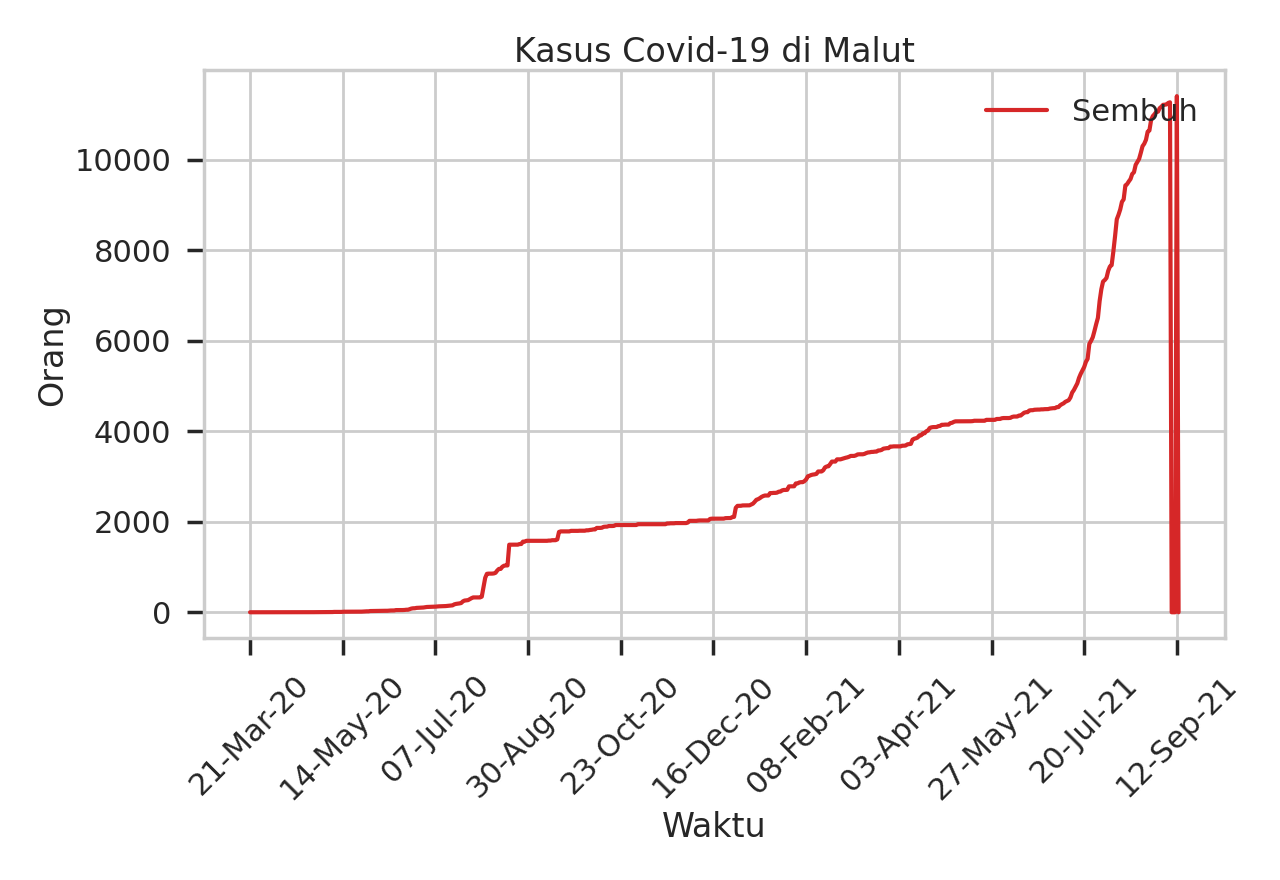 Kasus Covid-19 di Malut
Sembuh
10000
8000
6000
4000
2000
0
Orang
21-Mar-20
14-May-20
07-Jul-20
30-Aug-20
23-Oct-20
16-Dec-20
08-Feb-21
03-Apr-21
27-May-21
20-Jul-21
12-Sep-21
Waktu